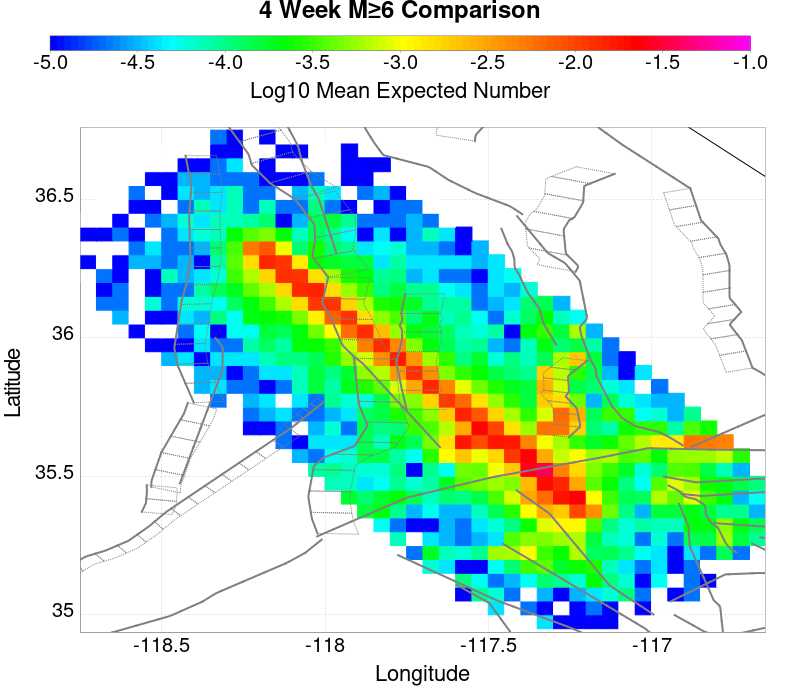 4 Week M≥6 Comparison
-5.0 -4.5 -4.0 -3.5 -3.0 -2.5 -2.0 -1.5 -1.0
Log10 Mean Expected Number
36.5
36
35.5
35
Latitude
-118.5 -118 -117.5 -117
Longitude